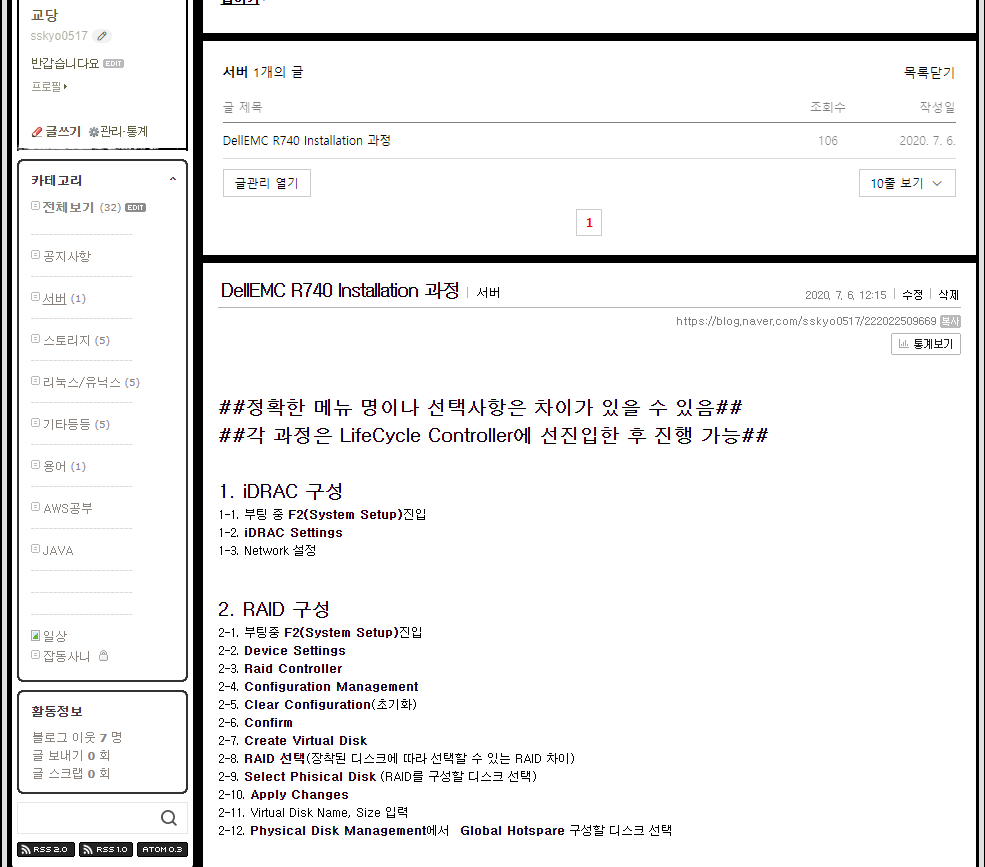 교당
sskyo0517
반갑습니다요 EDIT
프로필
글쓰기 관리·통계
카테고리
전체보기 (32) EDIT
공지사항
서버 (1)
스토리지 (5)
리눅스/유닉스 (5)
기타등등 (5)
용어 (1)
AWS공부
JAVA
일상
잡동사니
활동정보
블로그 이웃 7 명
글 보내기 0 회
글 스크랩 0 회
RSS 2.0 RSS 1.0 ATOM 0.3
서버 1개의 글 목록닫기
글 제목 조회수 작성일
DellEMC R740 Installation 과정 106 2020. 7. 6.
글관리 열기 10줄 보기
1
DellEMC R740 Installation 과정 | 서버
2020. 7. 6. 12:15 | 수정 | 삭제
https://blog.naver.com/sskyo0517/222022509669 복사
통계보기
##정확한 메뉴 명이나 선택사항은 차이가 있을 수 있음##
##각 과정은 LifeCycle Controller에 선진입한 후 진행 가능##
1. iDRAC 구성
1-1. 부팅 중 F2(System Setup)진입
1-2. iDRAC Settings
1-3. Network 설정
2. RAID 구성
2-1. 부팅중 F2(System Setup)진입
2-2. Device Settings
2-3. Raid Controller
2-4. Configuration Management
2-5. Clear Configuration(초기화)
2-6. Confirm
2-7. Create Virtual Disk
2-8. RAID 선택(장착된 디스크에 따라 선택할 수 있는 RAID 차이)
2-9. Select Phisical Disk (RAID를 구성할 디스크 선택)
2-10. Apply Changes
2-11. Virtual Disk Name, Size 입력
2-12. Physical Disk Management에서 Global Hotspare 구성할 디스크 선택